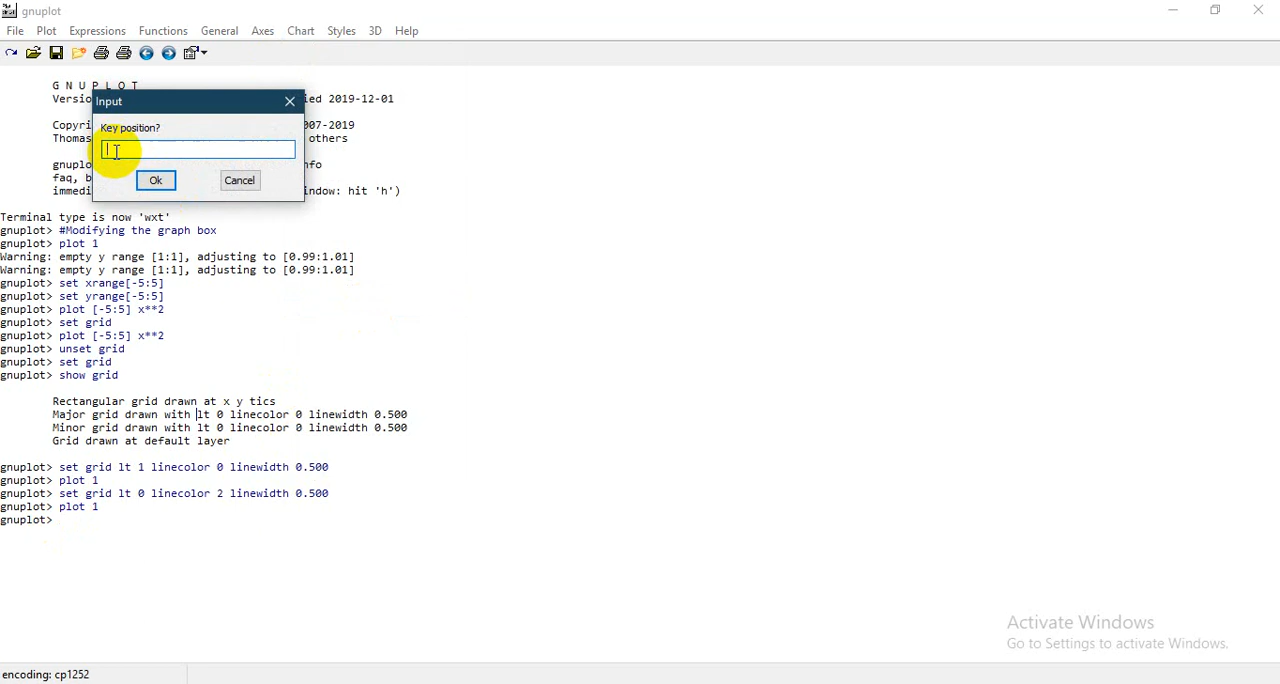 gnuplot
File Plot Expressions Functions General Axes Chart Styles 3D Help
G N U P L O T
Versio ied 2019-12-01
Input
Copyri 007-2019
Key position?
Thomas others
gnuplo nfo
faq, b
immedi indow: hit 'h')
Ok Cancel
Terminal type is now 'wxt'
gnuplot> #Modifying the graph box
gnuplot> plot 1
Warning: empty y range [1:1], adjusting to [0.99:1.01]
Warning: empty y range [1:1], adjusting to [0.99:1.01]
gnuplot> set xrange[-5:5]
gnuplot> set yrange[-5:5]
gnuplot> plot [-5:5] x**2
gnuplot> set grid
gnuplot> plot [-5:5] x**2
gnuplot> unset grid
gnuplot> set grid
gnuplot> show grid
Rectangular grid drawn at x y tics
Major grid drawn with lt 0 linecolor 0 linewidth 0.500
Minor grid drawn with lt 0 linecolor 0 linewidth 0.500
Grid drawn at default layer
gnuplot> set grid lt 1 linecolor 0 linewidth 0.500
gnuplot> plot 1
gnuplot> set grid lt 0 linecolor 2 linewidth 0.500
gnuplot> plot 1
gnuplot>
Activate Windows
Go to Settings to activate Windows.
encoding: cp1252